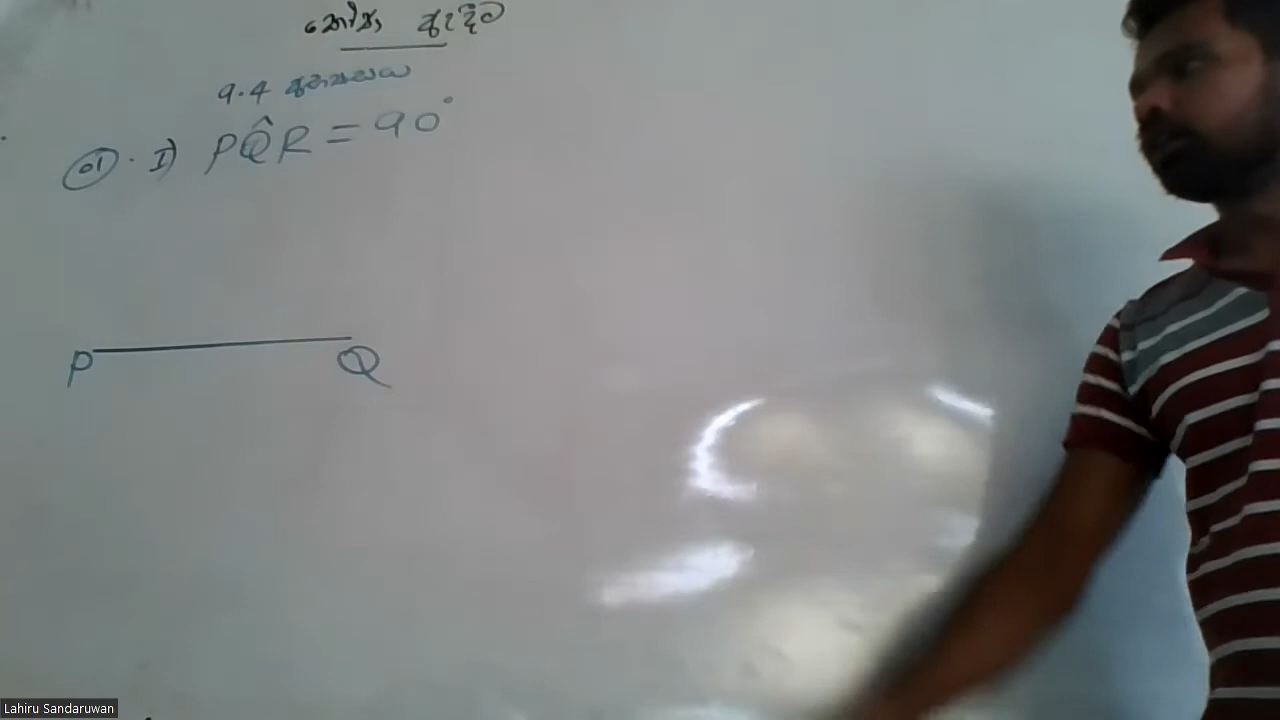 කෝණ ඇඳීම
9.4 අභ්‍යාසය
01. I) PQ̂R = 90°
P Q
Lahiru Sandaruwan